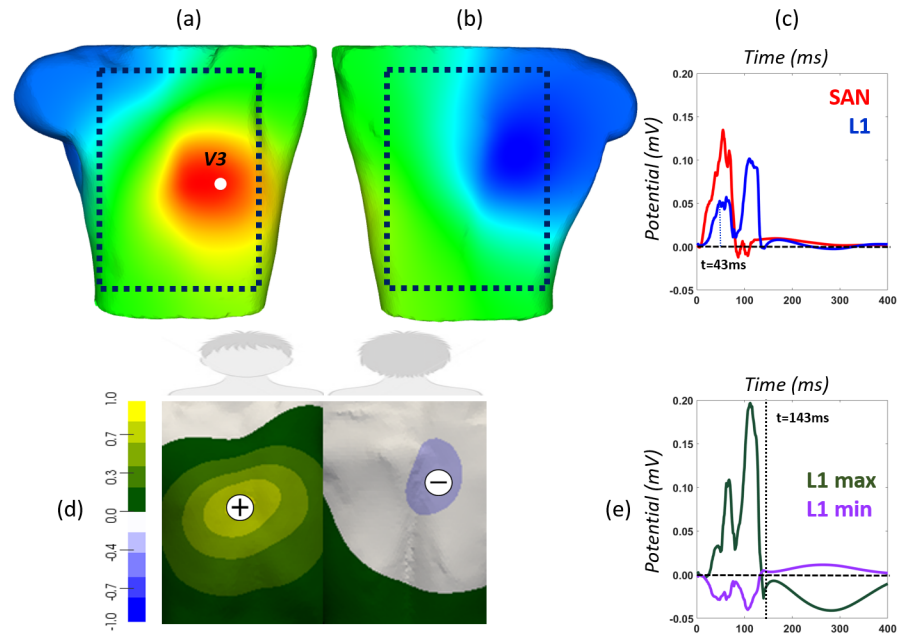 (a)
(b)
(c)
V3
Time (ms)
0.20
0.15
0.10
0.05
0.00
-0.05
Potential (mV)
SAN
L1
t=43ms
0 100 200 300 400
(d)
1.0
0.7
0.3
0.0
-0.4
-0.7
-1.0
+
−
(e)
Time (ms)
0.20
0.15
0.10
0.05
0.00
-0.05
Potential (mV)
t=143ms
L1 max
L1 min
0 100 200 300 400